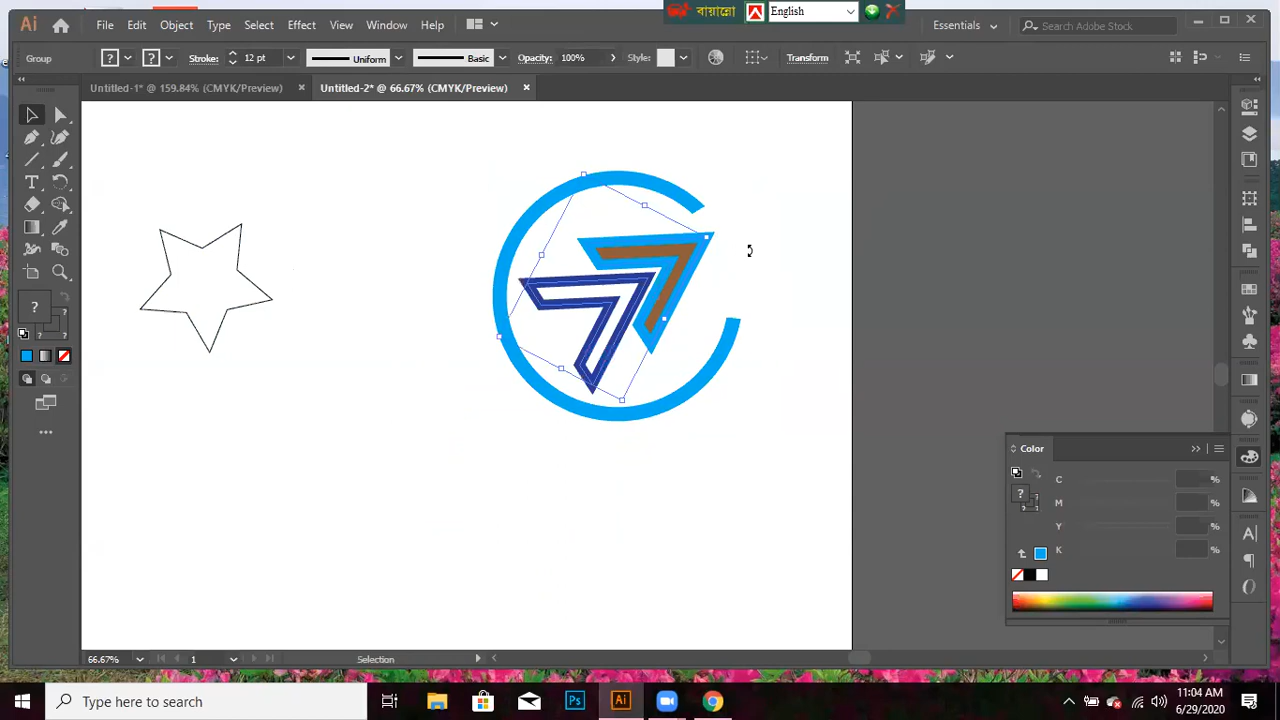 বায়ান্নো English
Ai File Edit Object Type Select Effect View Window Help Essentials Search Adobe Stock
Group ? ? Stroke: 12 pt Uniform Basic Opacity: 100% Style: Transform
Untitled-1* @ 159.84% (CMYK/Preview) × Untitled-2* @ 66.67% (CMYK/Preview) ×
T
?
Color
C %
? M %
Y %
K %
A
66.67% 1 Selection
Type here to search
Ps Ai
11:04 AM
6/29/2020